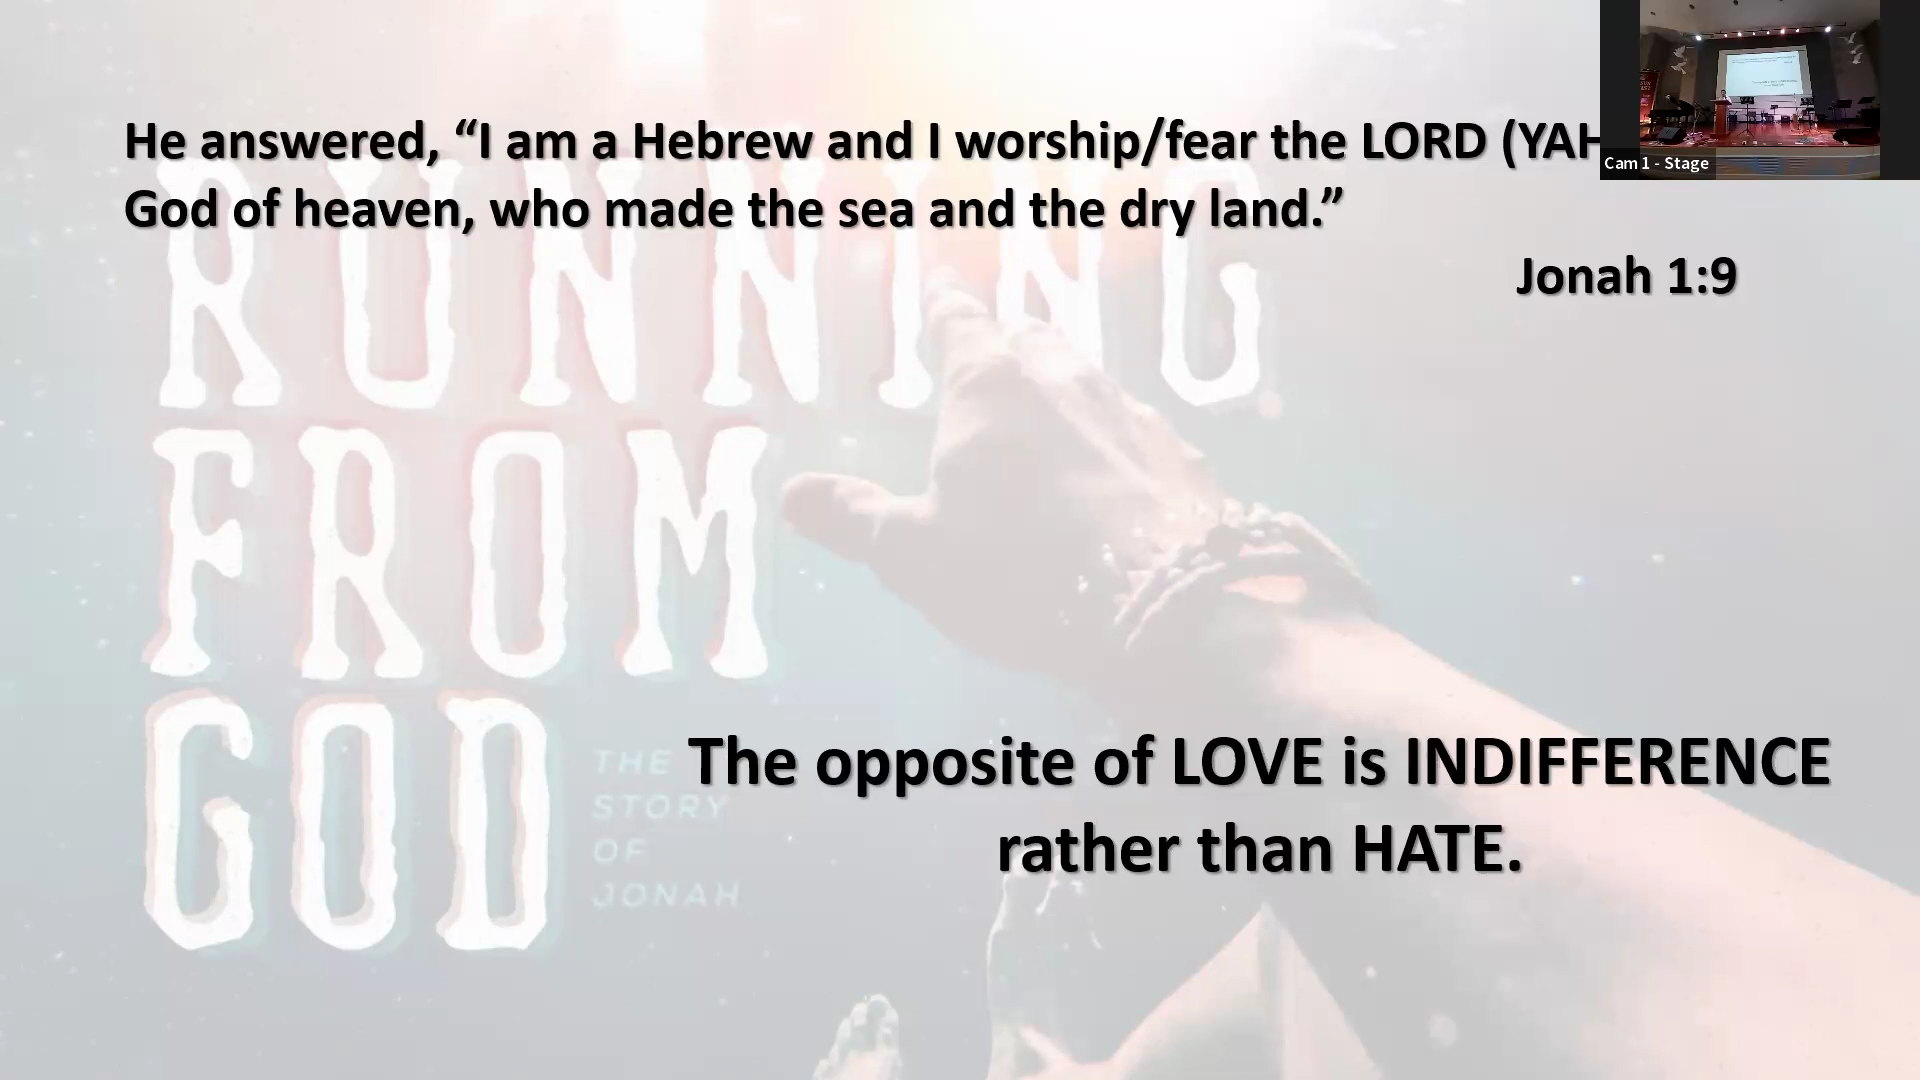 He answered, “I am a Hebrew and I worship/fear the LORD (YAH
God of heaven, who made the sea and the dry land.”
Jonah 1:9
Cam 1 - Stage
RUNNING
FROM
GOD
THE
STORY
OF
JONAH
The opposite of LOVE is INDIFFERENCE
rather than HATE.